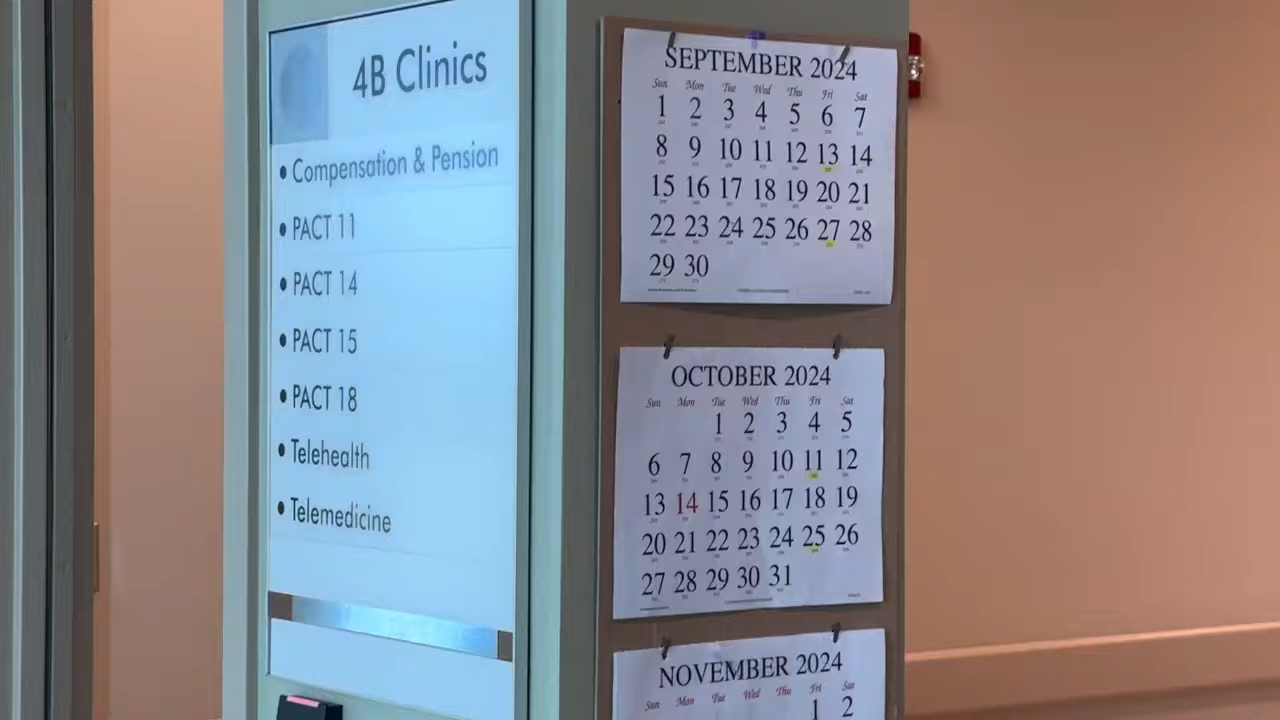 4B Clinics
• Compensation & Pension
• PACT 11
• PACT 14
• PACT 15
• PACT 18
• Telehealth
• Telemedicine
SEPTEMBER 2024
Sun Mon Tue Wed Thu Fri Sat
1 2 3 4 5 6 7
8 9 10 11 12 13 14
15 16 17 18 19 20 21
22 23 24 25 26 27 28
29 30
OCTOBER 2024
Sun Mon Tue Wed Thu Fri Sat
1 2 3 4 5
6 7 8 9 10 11 12
13 14 15 16 17 18 19
20 21 22 23 24 25 26
27 28 29 30 31
NOVEMBER 2024
Sun Mon Tue Wed Thu Fri Sat
1 2